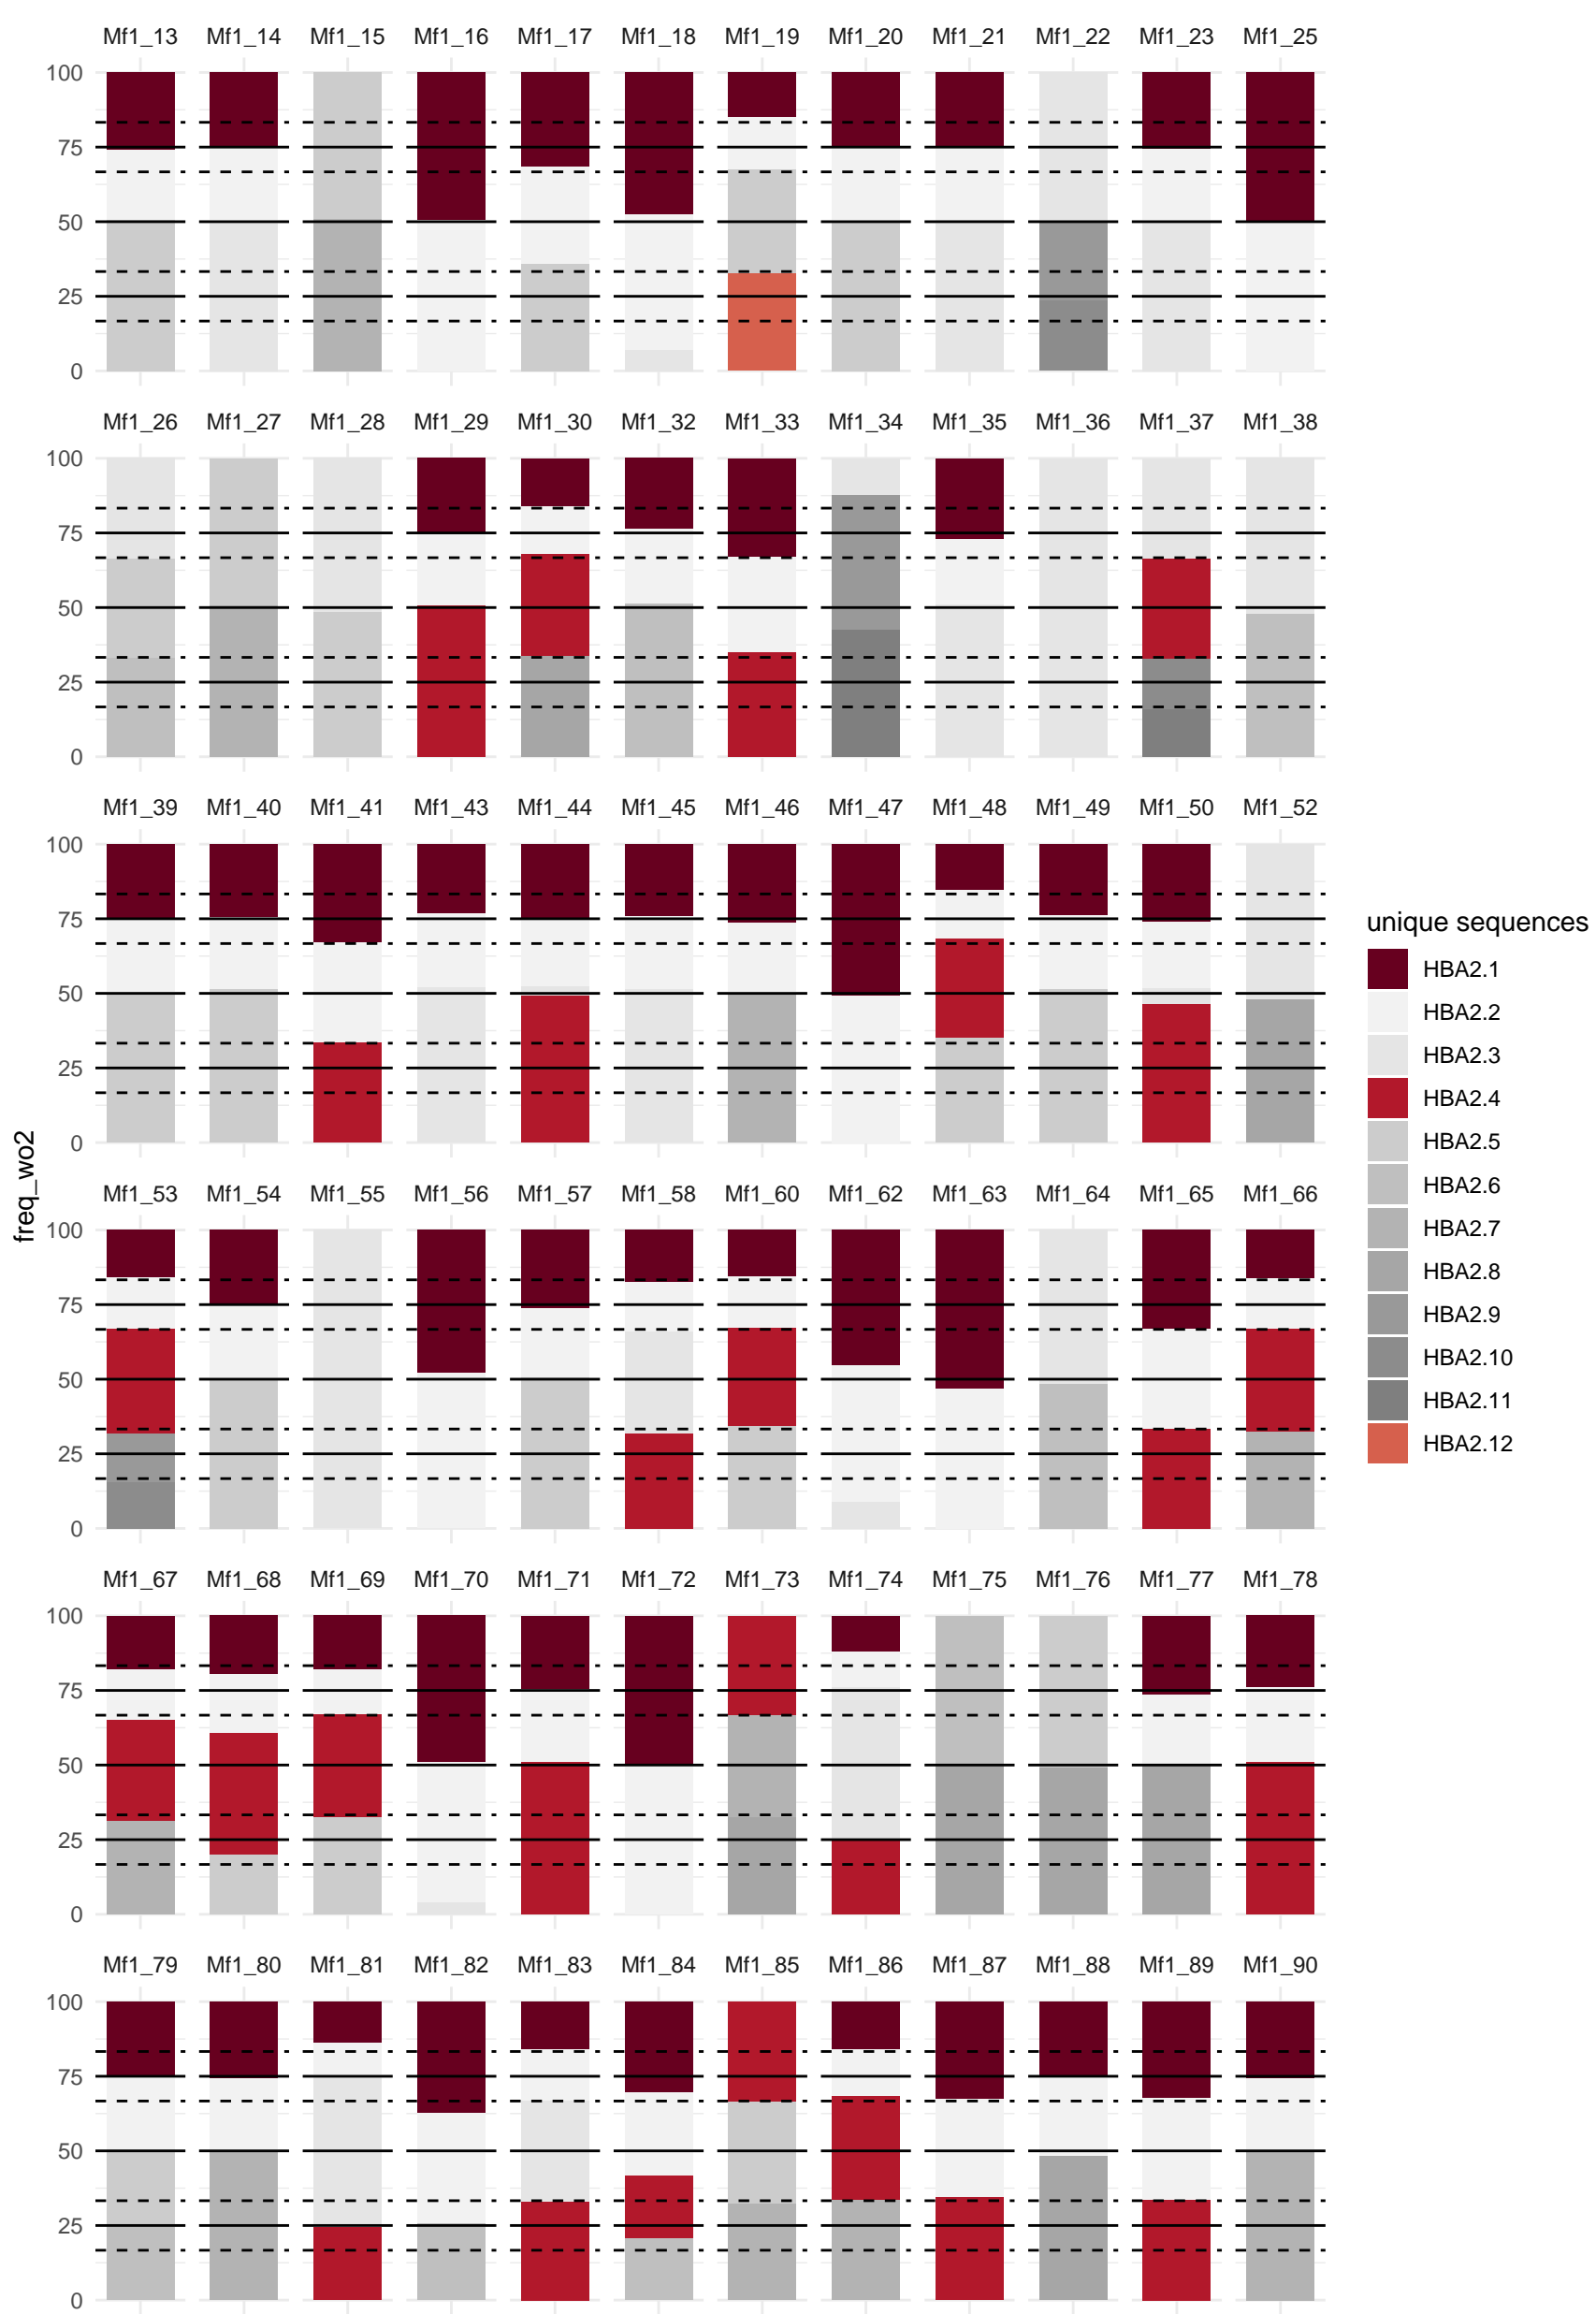 Mf1_13 Mf1_14 Mf1_15 Mf1_16 Mf1_17 Mf1_18 Mf1_19 Mf1_20 Mf1_21 Mf1_22 Mf1_23 Mf1_25
100
75
50
25
0
Mf1_26 Mf1_27 Mf1_28 Mf1_29 Mf1_30 Mf1_32 Mf1_33 Mf1_34 Mf1_35 Mf1_36 Mf1_37 Mf1_38
100
75
50
25
0
Mf1_39 Mf1_40 Mf1_41 Mf1_43 Mf1_44 Mf1_45 Mf1_46 Mf1_47 Mf1_48 Mf1_49 Mf1_50 Mf1_52
100
75
50
25
0
freq_wo2
Mf1_53 Mf1_54 Mf1_55 Mf1_56 Mf1_57 Mf1_58 Mf1_60 Mf1_62 Mf1_63 Mf1_64 Mf1_65 Mf1_66
100
75
50
25
0
Mf1_67 Mf1_68 Mf1_69 Mf1_70 Mf1_71 Mf1_72 Mf1_73 Mf1_74 Mf1_75 Mf1_76 Mf1_77 Mf1_78
100
75
50
25
0
Mf1_79 Mf1_80 Mf1_81 Mf1_82 Mf1_83 Mf1_84 Mf1_85 Mf1_86 Mf1_87 Mf1_88 Mf1_89 Mf1_90
100
75
50
25
0
unique sequences
HBA2.1
HBA2.2
HBA2.3
HBA2.4
HBA2.5
HBA2.6
HBA2.7
HBA2.8
HBA2.9
HBA2.10
HBA2.11
HBA2.12